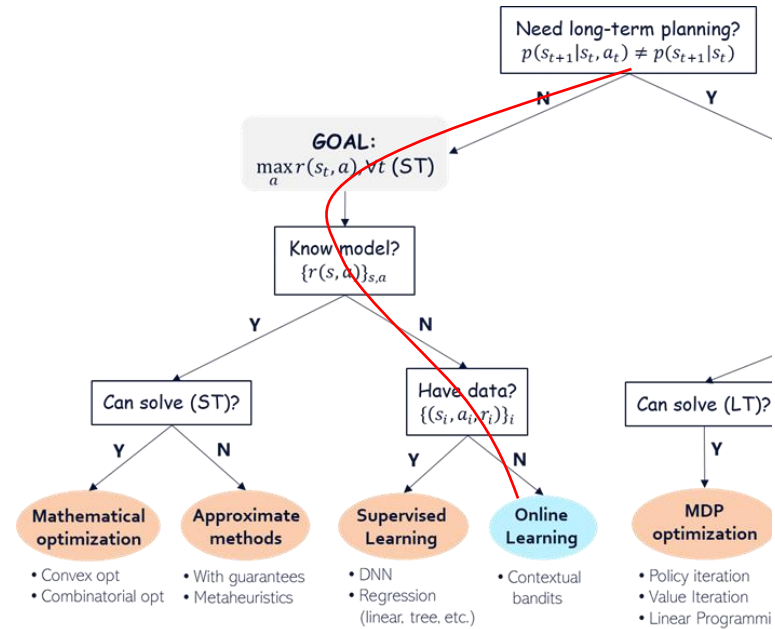 Need long-term planning?
p(s_{t+1}|s_t, a_t) ≠ p(s_{t+1}|s_t)
N
Y
GOAL:
max_a r(s_t, a), ∀t (ST)
Know model?
{r(s, a)}_{s,a}
Y
N
Can solve (ST)?
Have data?
{(s_i, a_i, r_i)}_i
Can solve (LT)?
Y
N
Y
N
Y
Mathematical
optimization
Approximate
methods
Supervised
Learning
Online
Learning
MDP
optimization
• Convex opt
• Combinatorial opt
• With guarantees
• Metaheuristics
• DNN
• Regression
(linear, tree, etc.)
• Contextual
bandits
• Policy iteration
• Value Iteration
• Linear Programmi